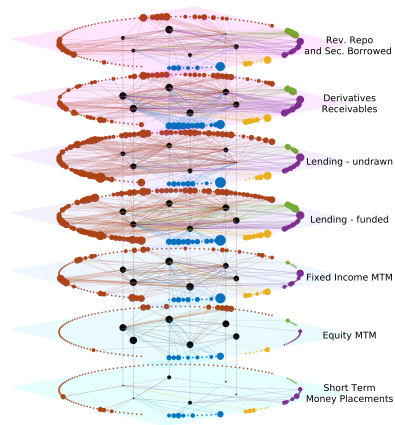 Rev. Repo
and Sec. Borrowed
Derivatives
Receivables
Lending - undrawn
Lending - funded
Fixed Income MTM
Equity MTM
Short Term
Money Placements